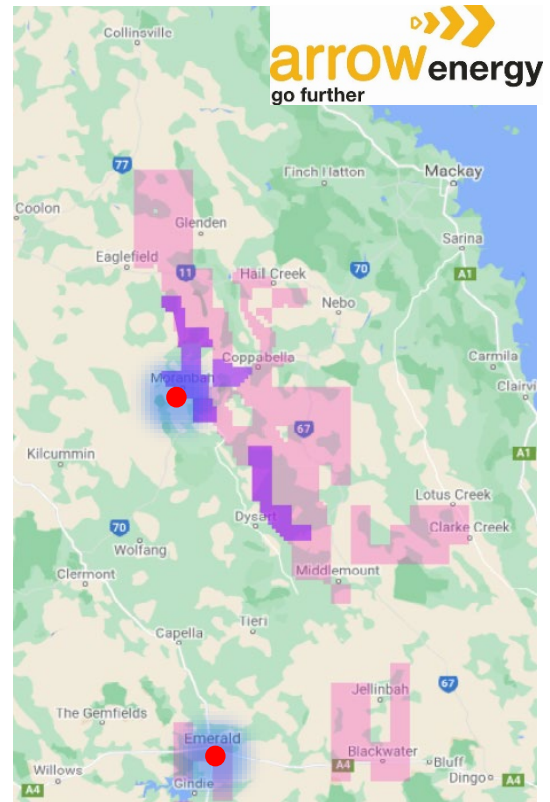 arrow energy
go further
Collinsville
77
Finch Hatton
Mackay
Coolon
Glenden
Sarina
Eaglefield
11
Hail Creek
70
A1
Nebo
Coppabella
Carmila
Moranbah
Clairvi
67
Kilcummin
A1
Lotus Creek
Dysart
Clarke Creek
70
Wolfang
Clermont
Middlemount
Tieri
Capella
67
Jellinbah
The Gemfields
Emerald
Blackwater
Bluff
Willows
A4
Dingo
A4
Gindie
A4